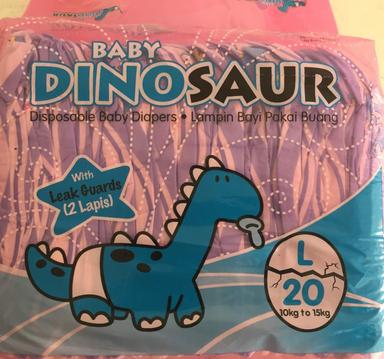 BABY
DINOSAUR
Disposable Baby Diapers • Lampin Bayi Pakai Buang
With
Leak Guards
(2 Lapis)
L
20
10kg to 15kg